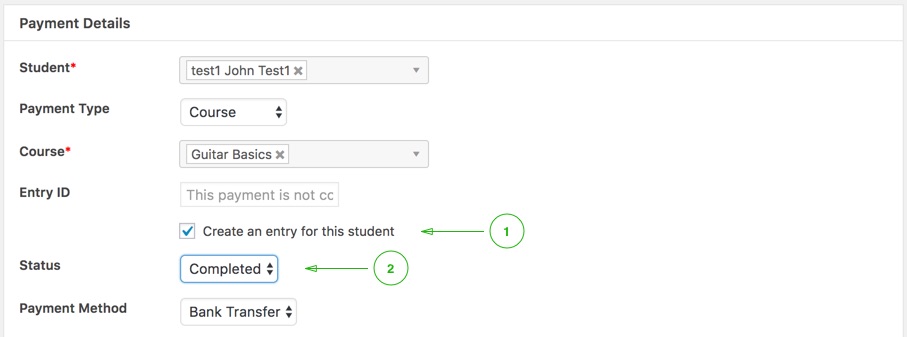 Payment Details
Student* test1 John Test1 ×
Payment Type Course
Course* Guitar Basics ×
Entry ID This payment is not cc
Create an entry for this student 1
Status Completed 2
Payment Method Bank Transfer